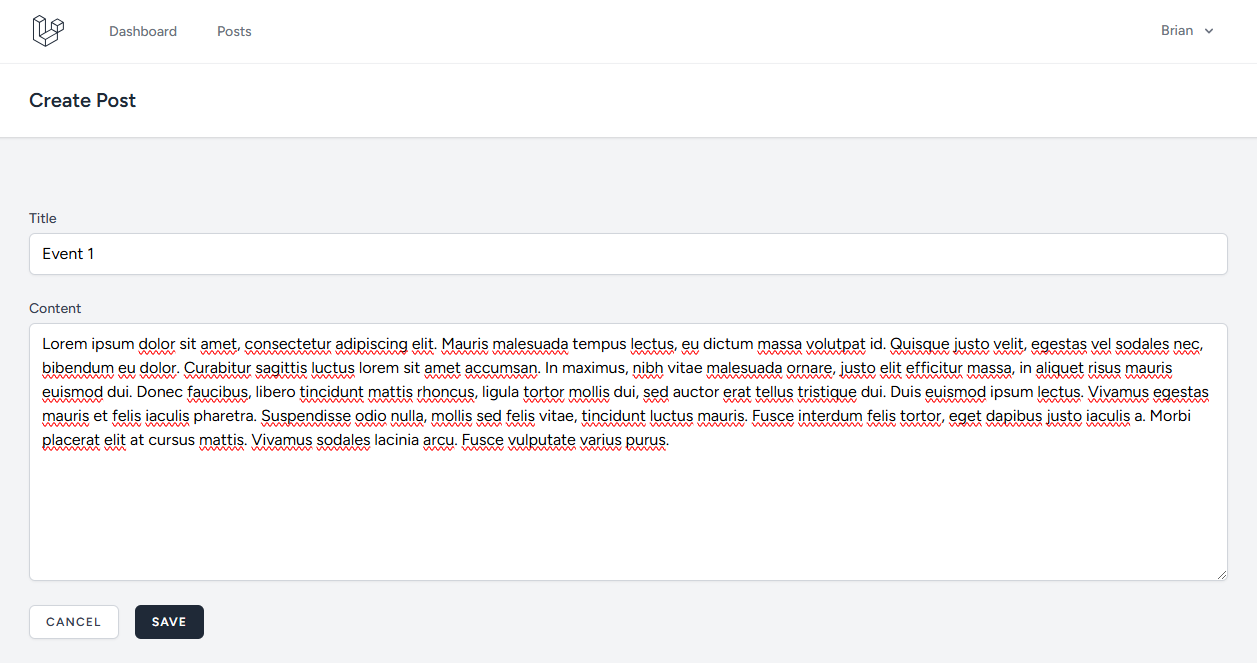 Dashboard Posts Brian
Create Post
Title
Event 1
Content
Lorem ipsum dolor sit amet, consectetur adipiscing elit. Mauris malesuada tempus lectus, eu dictum massa volutpat id. Quisque justo velit, egestas vel sodales nec,
bibendum eu dolor. Curabitur sagittis luctus lorem sit amet accumsan. In maximus, nibh vitae malesuada ornare, justo elit efficitur massa, in aliquet risus mauris
euismod dui. Donec faucibus, libero tincidunt mattis rhoncus, ligula tortor mollis dui, sed auctor erat tellus tristique dui. Duis euismod ipsum lectus. Vivamus egestas
mauris et felis iaculis pharetra. Suspendisse odio nulla, mollis sed felis vitae, tincidunt luctus mauris. Fusce interdum felis tortor, eget dapibus justo iaculis a. Morbi
placerat elit at cursus mattis. Vivamus sodales lacinia arcu. Fusce vulputate varius purus.
CANCEL SAVE